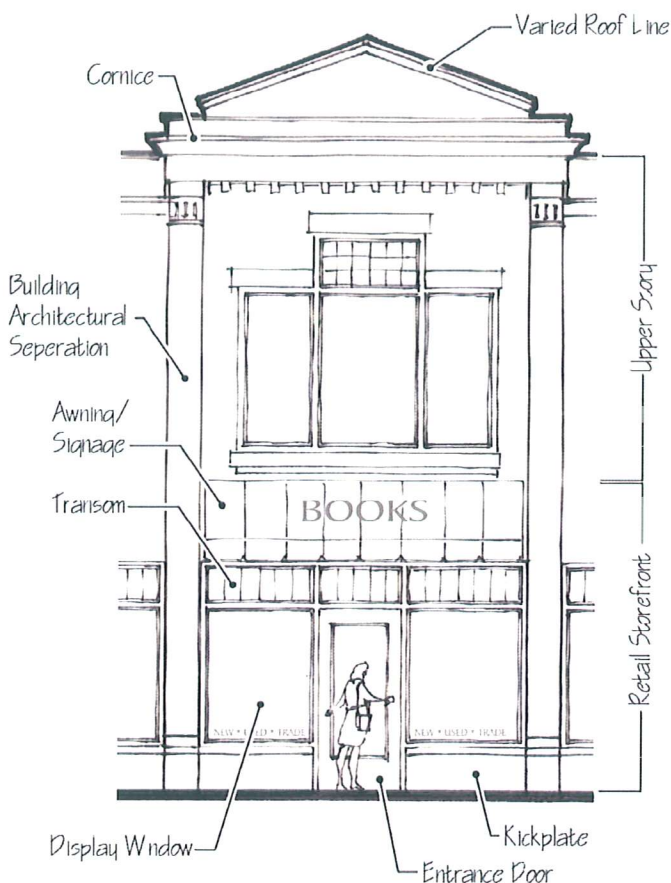 Varied Roof Line
Cornice
Building
Architectural
Seperation
Upper Story
Awning/
Signage
BOOKS
Transom
Retail Storefront
NEW • USED • TRADE
NEW • USED • TRADE
Display Window
Kickplate
Entrance Door